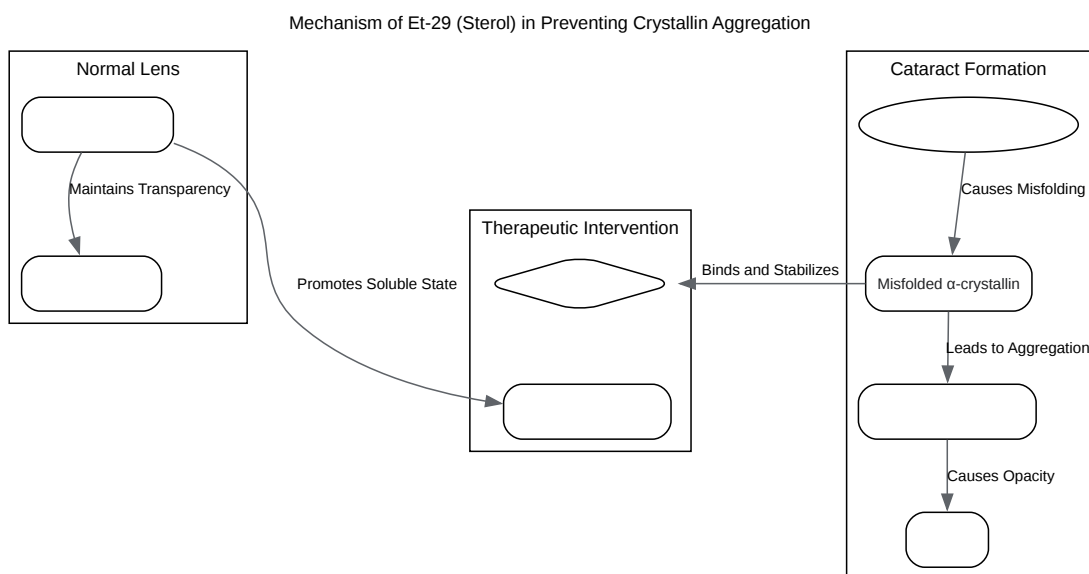 Mechanism of Et-29 (Sterol) in Preventing Crystallin Aggregation
Normal Lens
Maintains Transparency
Promotes Soluble State
Therapeutic Intervention
Binds and Stabilizes
Cataract Formation
Causes Misfolding
Misfolded α-crystallin
Leads to Aggregation
Causes Opacity